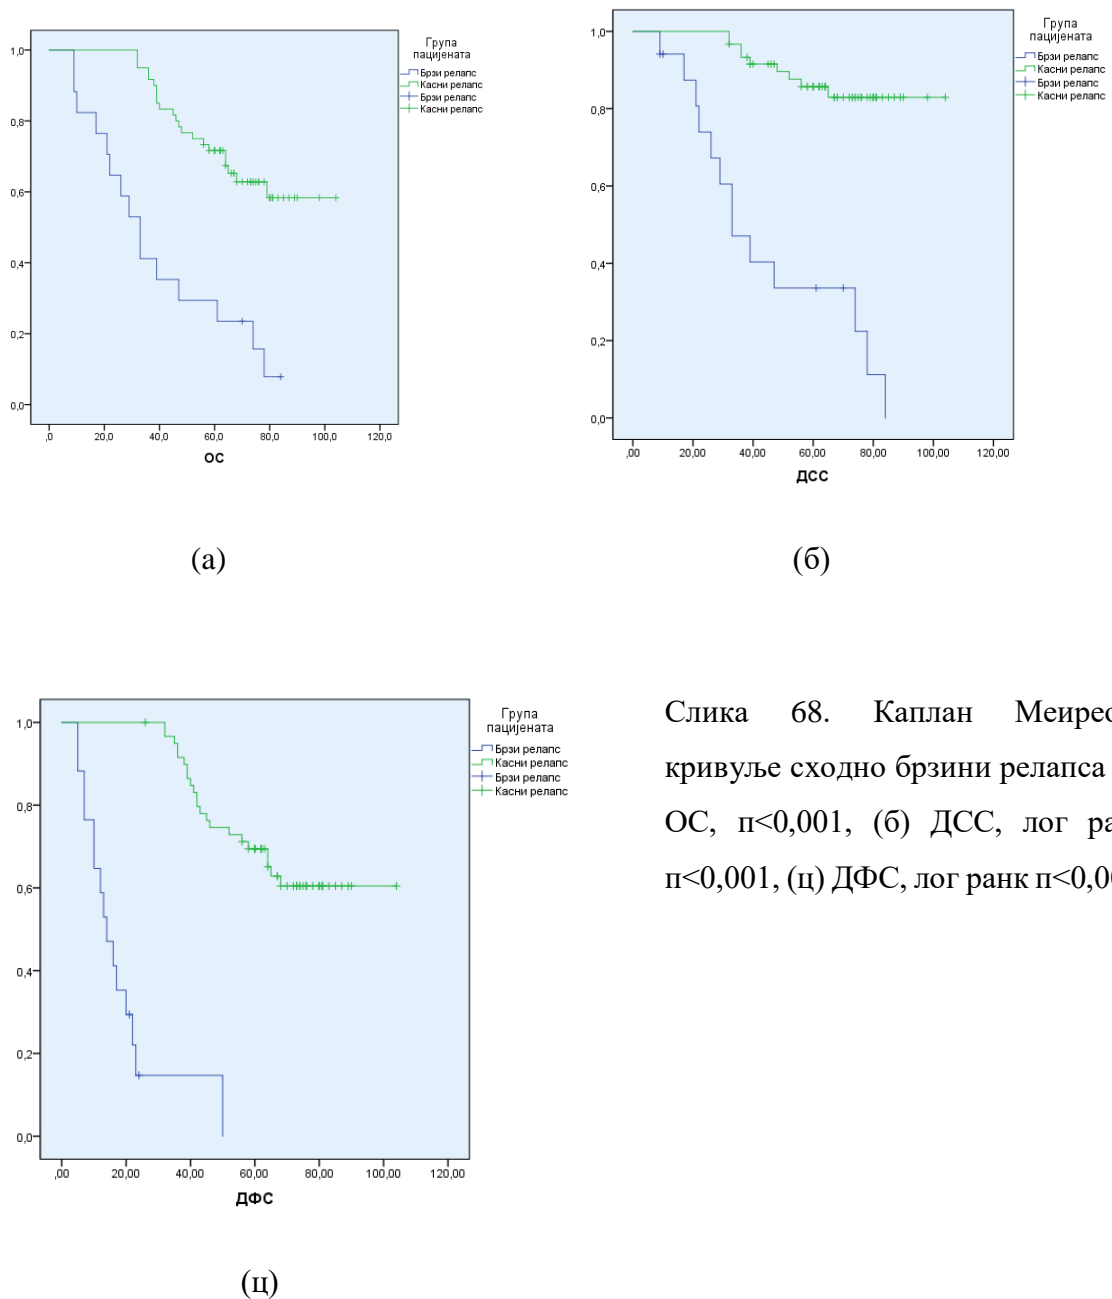 Група
пацијената
Брзи релапс
Касни релапс
Брзи релапс
Касни релапс
1,0
0,8
0,6
0,4
0,2
0,0
,0 20,0 40,0 60,0 80,0 100,0 120,0
ОС
(а)
Група
пацијената
Брзи релапс
Касни релапс
Брзи релапс
Касни релапс
1,0
0,8
0,6
0,4
0,2
0,0
,00 20,00 40,00 60,00 80,00 100,00 120,00
ДСС
(б)
Група
пацијената
Брзи релапс
Касни релапс
Брзи релапс
Касни релапс
1,0
0,8
0,6
0,4
0,2
0,0
,00 20,00 40,00 60,00 80,00 100,00 120,00
ДФС
(ц)
Слика 68. Каплан Меирео
кривуље сходно брзини релапса
ОС, п<0,001, (б) ДСС, лог ра
п<0,001, (ц) ДФС, лог ранк п<0,00